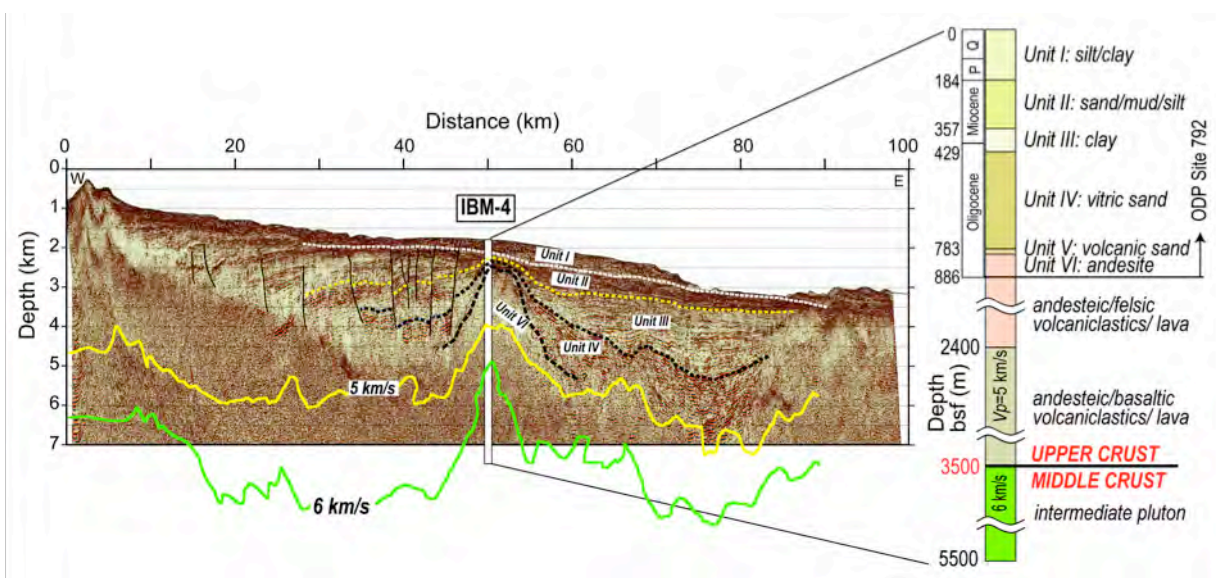 Distance (km)
0
20
40
60
80
100
W
E
Depth (km)
0
1
2
3
4
5
6
7
IBM-4
Unit I
Unit II
Unit III
Unit IV
Unit VI
5 km/s
6 km/s
0
184
357
429
783
886
2400
3500
5500
Depth
bsf (m)
Q
P
Miocene
Oligocene
Unit I: silt/clay
Unit II: sand/mud/silt
Unit III: clay
Unit IV: vitric sand
Unit V: volcanic sand
Unit VI: andesite
ODP Site 792
andesteic/felsic
volcaniclastics/ lava
Vp=5 km/s
andesteic/basaltic
volcaniclastics/ lava
UPPER CRUST
MIDDLE CRUST
6 km/s
intermediate pluton